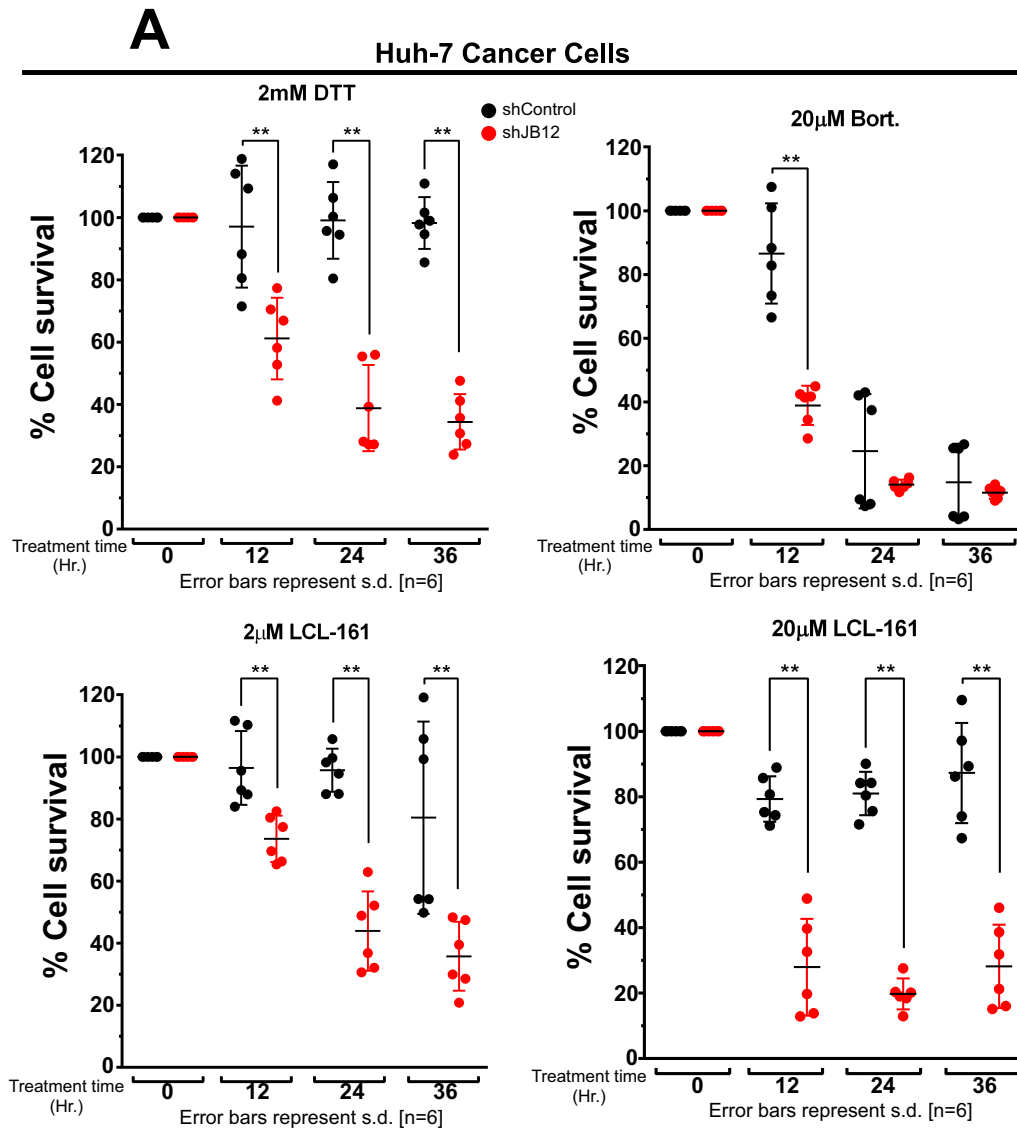 A
Huh-7 Cancer Cells
2mM DTT
shControl
shJB12
% Cell survival
120
100
80
60
40
20
0
** ** **
Treatment time
(Hr.)
0 12 24 36
Error bars represent s.d. [n=6]
20μM Bort.
% Cell survival
120
100
80
60
40
20
0
**
Treatment time
(Hr.)
0 12 24 36
Error bars represent s.d. [n=6]
2μM LCL-161
% Cell survival
120
100
80
60
40
20
0
** ** **
Treatment time
(Hr.)
0 12 24 36
Error bars represent s.d. [n=6]
20μM LCL-161
% Cell survival
120
100
80
60
40
20
0
** ** **
Treatment time
(Hr.)
0 12 24 36
Error bars represent s.d. [n=6]